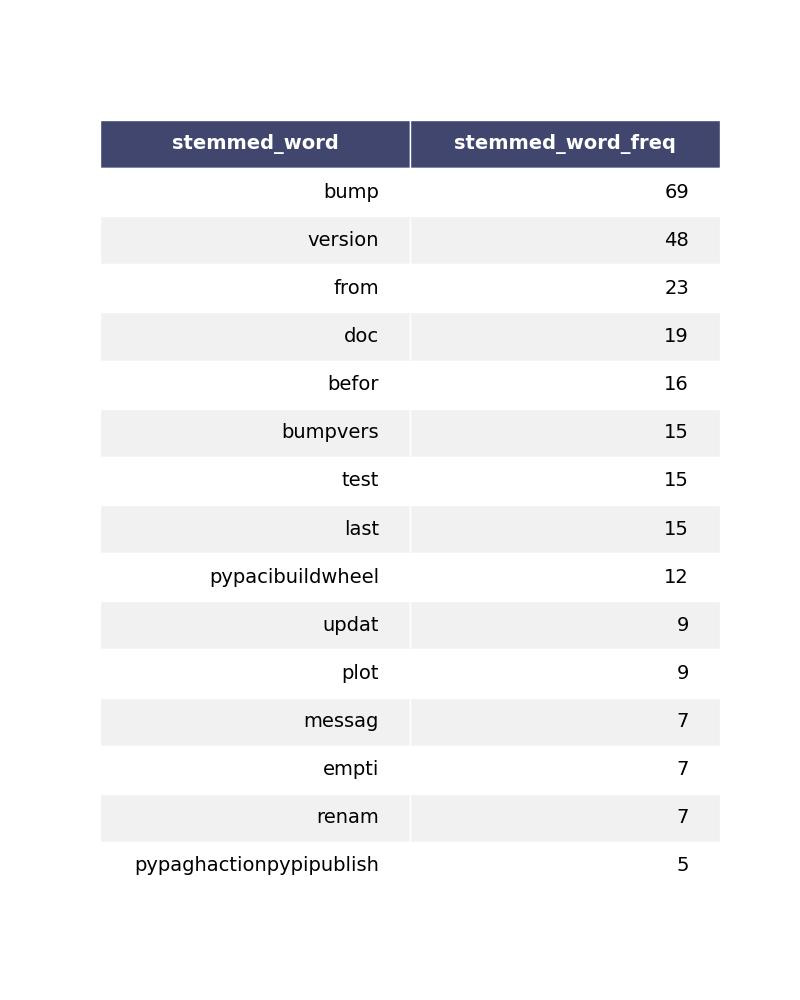 stemmed_word stemmed_word_freq
bump 69
version 48
from 23
doc 19
befor 16
bumpvers 15
test 15
last 15
pypacibuildwheel 12
updat 9
plot 9
messag 7
empti 7
renam 7
pypaghactionpypipublish 5